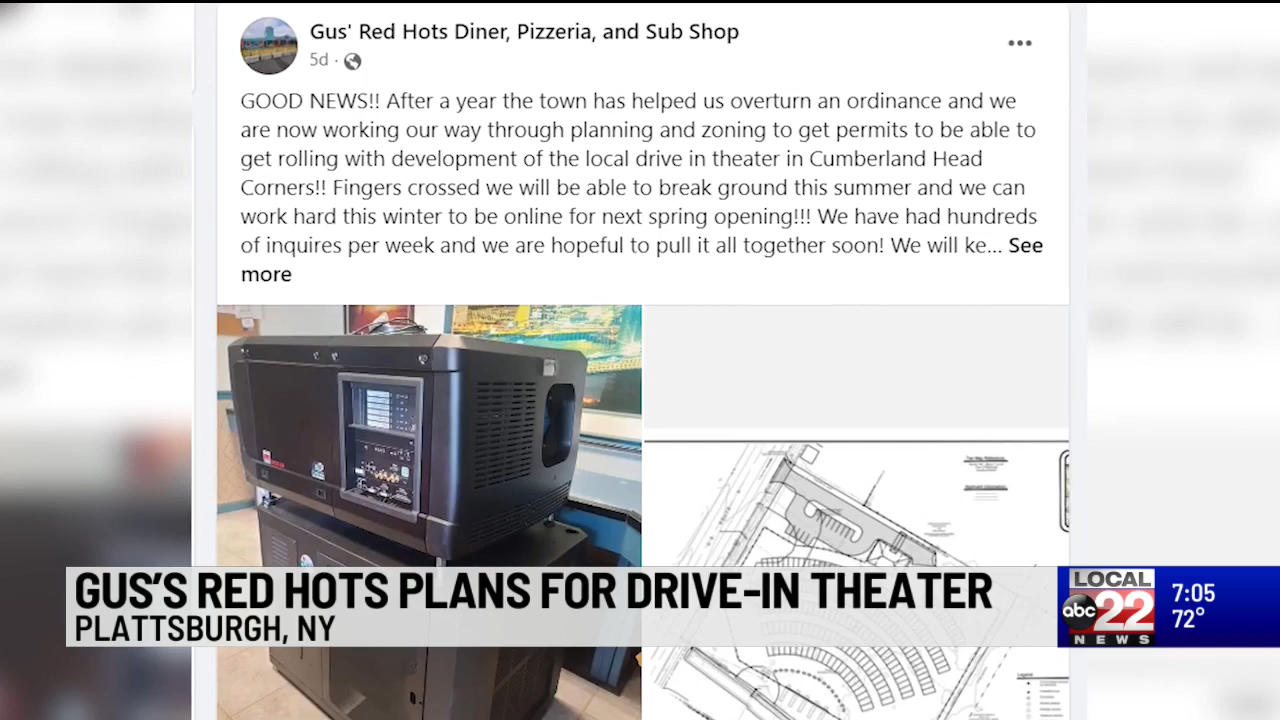 Gus' Red Hots Diner, Pizzeria, and Sub Shop
5d ·
GOOD NEWS!! After a year the town has helped us overturn an ordinance and we
are now working our way through planning and zoning to get permits to be able to
get rolling with development of the local drive in theater in Cumberland Head
Corners!! Fingers crossed we will be able to break ground this summer and we can
work hard this winter to be online for next spring opening!!! We have had hundreds
of inquires per week and we are hopeful to pull it all together soon! We will ke... See
more
GUS'S RED HOTS PLANS FOR DRIVE-IN THEATER
PLATTSBURGH, NY
LOCAL
abc 22
NEWS
7:05
72°